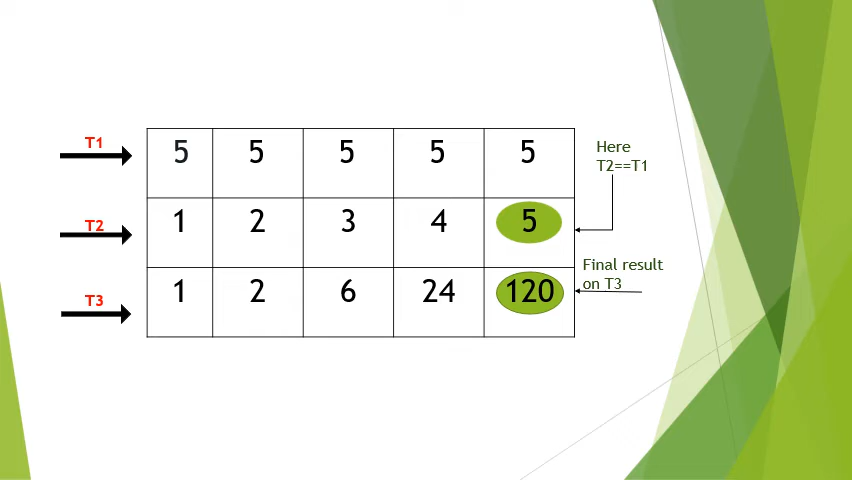 T1
5 5 5 5 5
Here
T2==T1
T2
1 2 3 4 5
Final result
on T3
T3
1 2 6 24 120